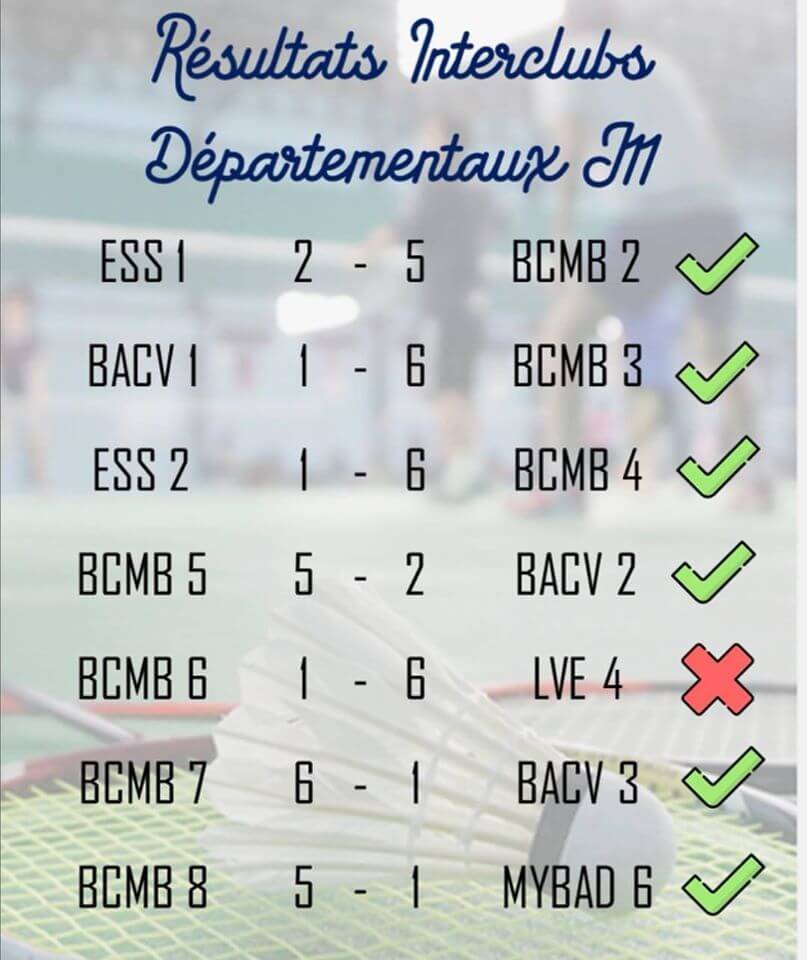 Résultats Interclubs
Départementaux J11
ESS 1 2 - 5 BCMB 2
BACV 1 1 - 6 BCMB 3
ESS 2 1 - 6 BCMB 4
BCMB 5 5 - 2 BACV 2
BCMB 6 1 - 6 LVE 4
BCMB 7 6 - 1 BACV 3
BCMB 8 5 - 1 MYBAD 6